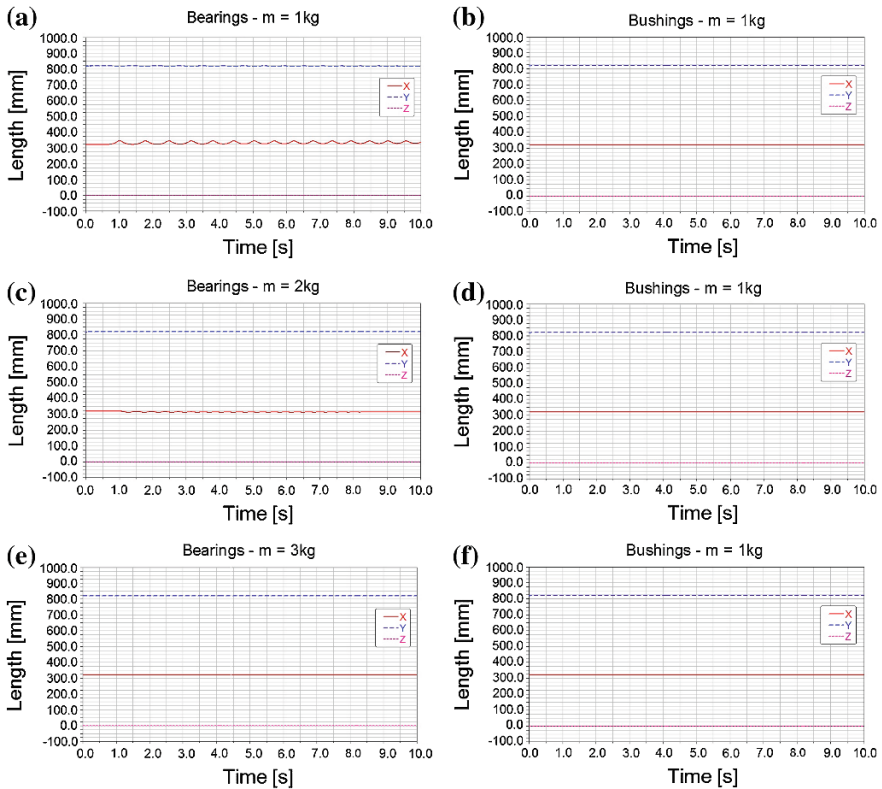 (a)
Bearings - m = 1kg
1000.0
900.0
800.0
700.0
600.0
500.0
400.0
300.0
200.0
100.0
0.0
-100.0
Length [mm]
X
Y
Z
0.0 1.0 2.0 3.0 4.0 5.0 6.0 7.0 8.0 9.0 10.0
Time [s]
(b)
Bushings - m = 1kg
1000.0
900.0
800.0
700.0
600.0
500.0
400.0
300.0
200.0
100.0
0.0
-100.0
Length [mm]
X
Y
Z
0.0 1.0 2.0 3.0 4.0 5.0 6.0 7.0 8.0 9.0 10.0
Time [s]
(c)
Bearings - m = 2kg
1000.0
900.0
800.0
700.0
600.0
500.0
400.0
300.0
200.0
100.0
0.0
-100.0
Length [mm]
X
Y
Z
0.0 1.0 2.0 3.0 4.0 5.0 6.0 7.0 8.0 9.0 10.0
Time [s]
(d)
Bushings - m = 1kg
1000.0
900.0
800.0
700.0
600.0
500.0
400.0
300.0
200.0
100.0
0.0
-100.0
Length [mm]
X
Y
Z
0.0 1.0 2.0 3.0 4.0 5.0 6.0 7.0 8.0 9.0 10.0
Time [s]
(e)
Bearings - m = 3kg
1000.0
900.0
800.0
700.0
600.0
500.0
400.0
300.0
200.0
100.0
0.0
-100.0
Length [mm]
X
Y
Z
0.0 1.0 2.0 3.0 4.0 5.0 6.0 7.0 8.0 9.0 10.0
Time [s]
(f)
Bushings - m = 1kg
1000.0
900.0
800.0
700.0
600.0
500.0
400.0
300.0
200.0
100.0
0.0
-100.0
Length [mm]
X
Y
Z
0.0 1.0 2.0 3.0 4.0 5.0 6.0 7.0 8.0 9.0 10.0
Time [s]